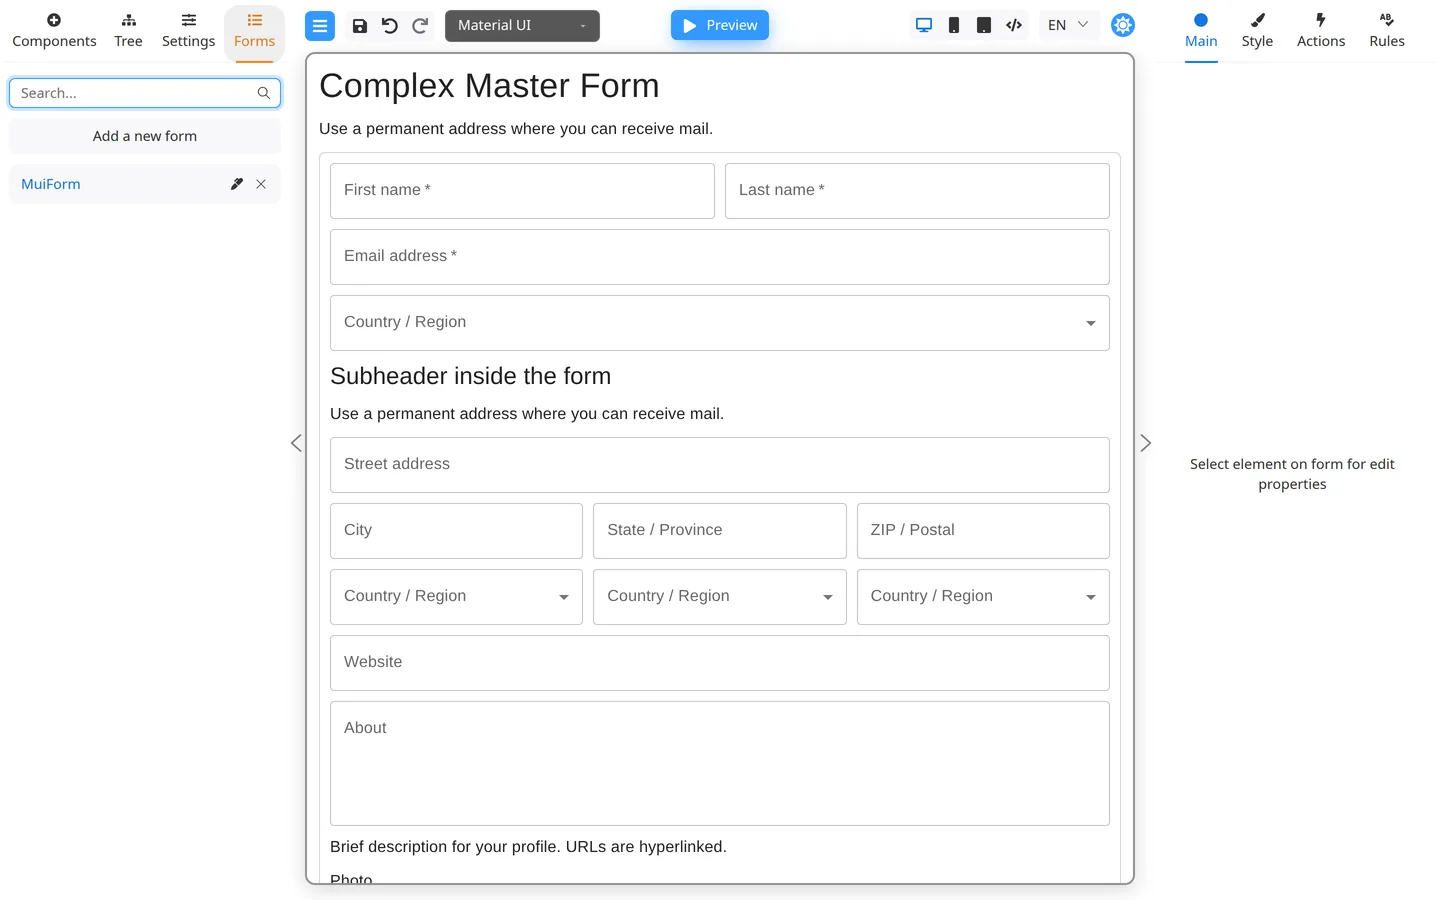 Components
Tree
Settings
Forms
Material UI
Preview
EN
Main
Style
Actions
Rules
Search...
Add a new form
MuiForm
Complex Master Form
Use a permanent address where you can receive mail.
First name *
Last name *
Email address *
Country / Region
Subheader inside the form
Use a permanent address where you can receive mail.
Street address
City
State / Province
ZIP / Postal
Country / Region
Country / Region
Country / Region
Website
About
Brief description for your profile. URLs are hyperlinked.
Photo
Select element on form for edit
properties